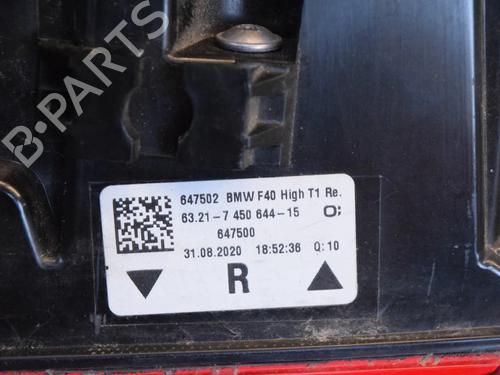 B-PARTS
647502 BMW F40 High T1 Re.
63.21-7 450 644-15
647500
31.08.2020 18:52:36 Q: 10
R